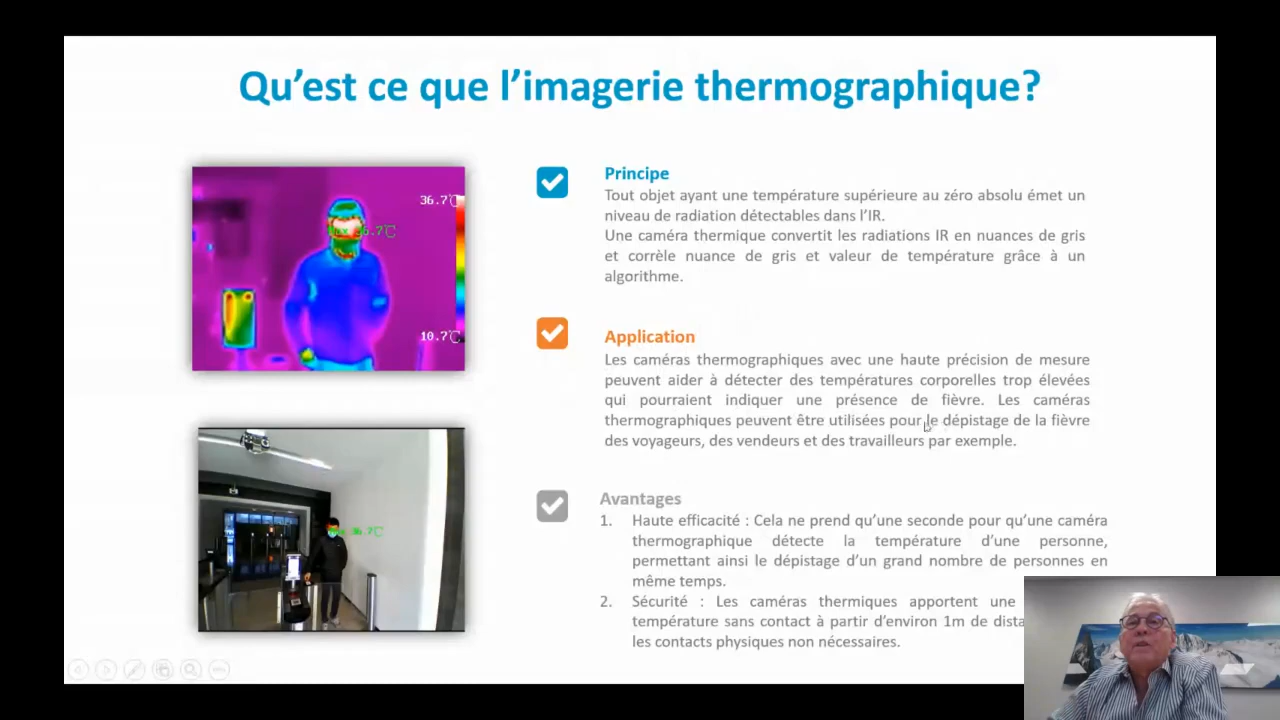 Qu’est ce que l’imagerie thermographique?
36.7℃
10.7℃
Principe
Tout objet ayant une température supérieure au zéro absolu émet un
niveau de radiation détectables dans l’IR.
Une caméra thermique convertit les radiations IR en nuances de gris
et corrèle nuance de gris et valeur de température grâce à un
algorithme.
Application
Les caméras thermographiques avec une haute précision de mesure
peuvent aider à détecter des températures corporelles trop élevées
qui pourraient indiquer une présence de fièvre. Les caméras
thermographiques peuvent être utilisées pour le dépistage de la fièvre
des voyageurs, des vendeurs et des travailleurs par exemple.
Avantages
1. Haute efficacité : Cela ne prend qu’une seconde pour qu’une caméra
thermographique détecte la température d’une personne,
permettant ainsi le dépistage d’un grand nombre de personnes en
même temps.
2. Sécurité : Les caméras thermiques apportent une
température sans contact à partir d’environ 1m de
les contacts physiques non nécessaires.